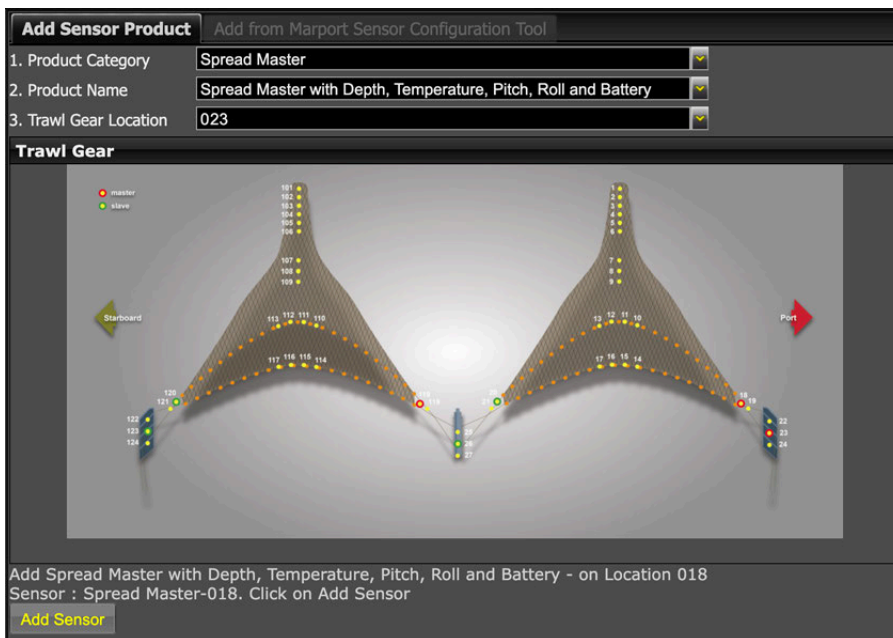 Add Sensor Product Add from Marport Sensor Configuration Tool
1. Product Category Spread Master
2. Product Name Spread Master with Depth, Temperature, Pitch, Roll and Battery
3. Trawl Gear Location 023
Trawl Gear
master
slave
101
102
103
104
105
106
107
108
109
1
2
3
4
5
6
7
8
9
Starboard
Port
113 112 111 110
13 12 11 10
117 116 115 114
17 16 15 14
120
121
119
21
18
19
122
123
124
25
26
27
22
23
24
Add Spread Master with Depth, Temperature, Pitch, Roll and Battery - on Location 018
Sensor : Spread Master-018. Click on Add Sensor
Add Sensor